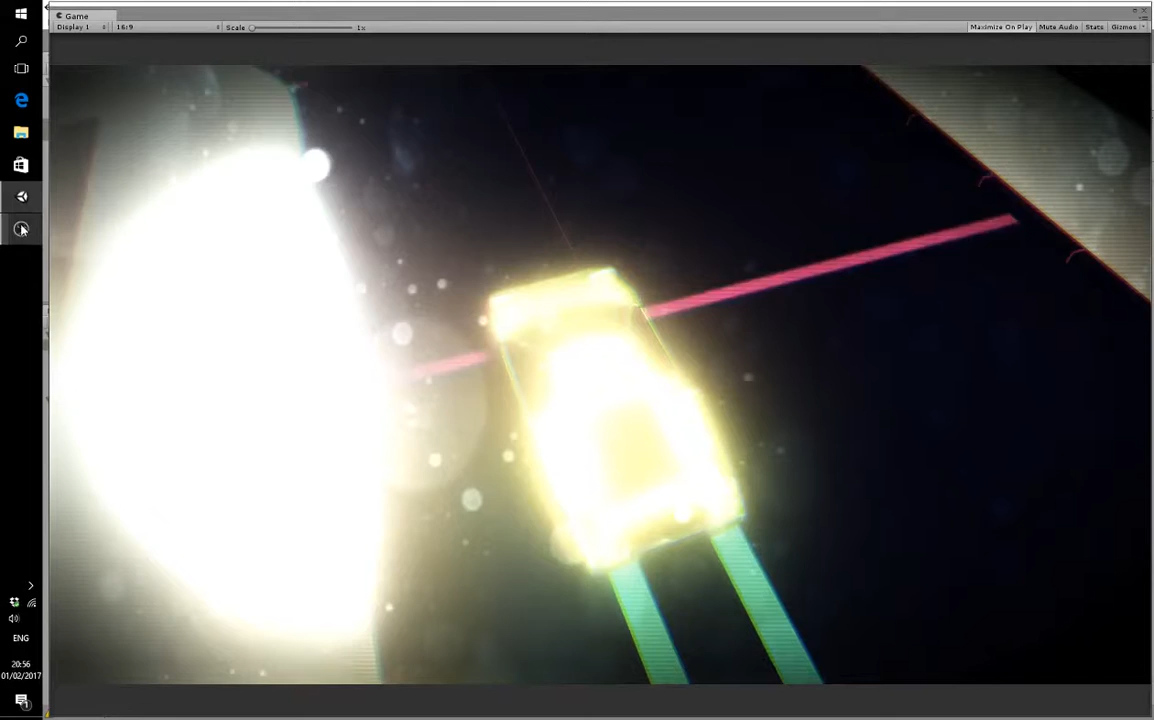 Game
Display 1 16:9 Scale 1x Maximize On Play Mute Audio Stats Gizmos
ENG
20:56
01/02/2017
1